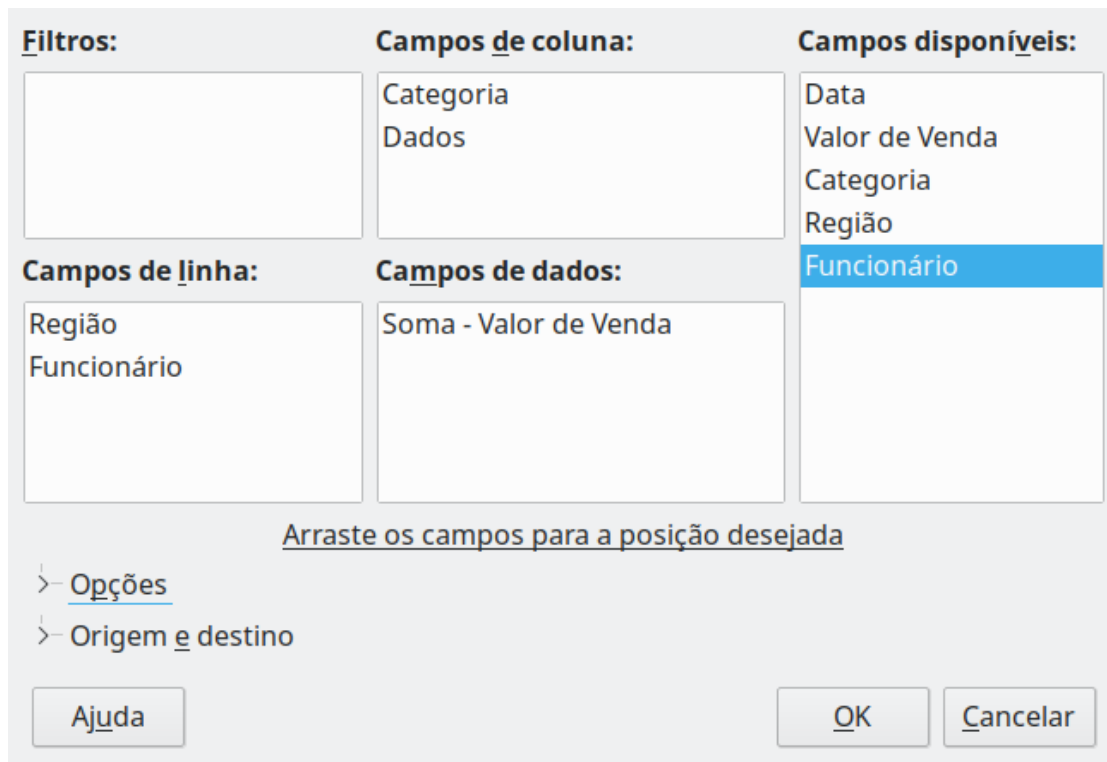 Filtros:
Campos de coluna:
Campos disponíveis:
Categoria
Dados
Data
Valor de Venda
Categoria
Região
Funcionário
Campos de linha:
Campos de dados:
Região
Funcionário
Soma - Valor de Venda
Arraste os campos para a posição desejada
Opções
Origem e destino
Ajuda
OK
Cancelar